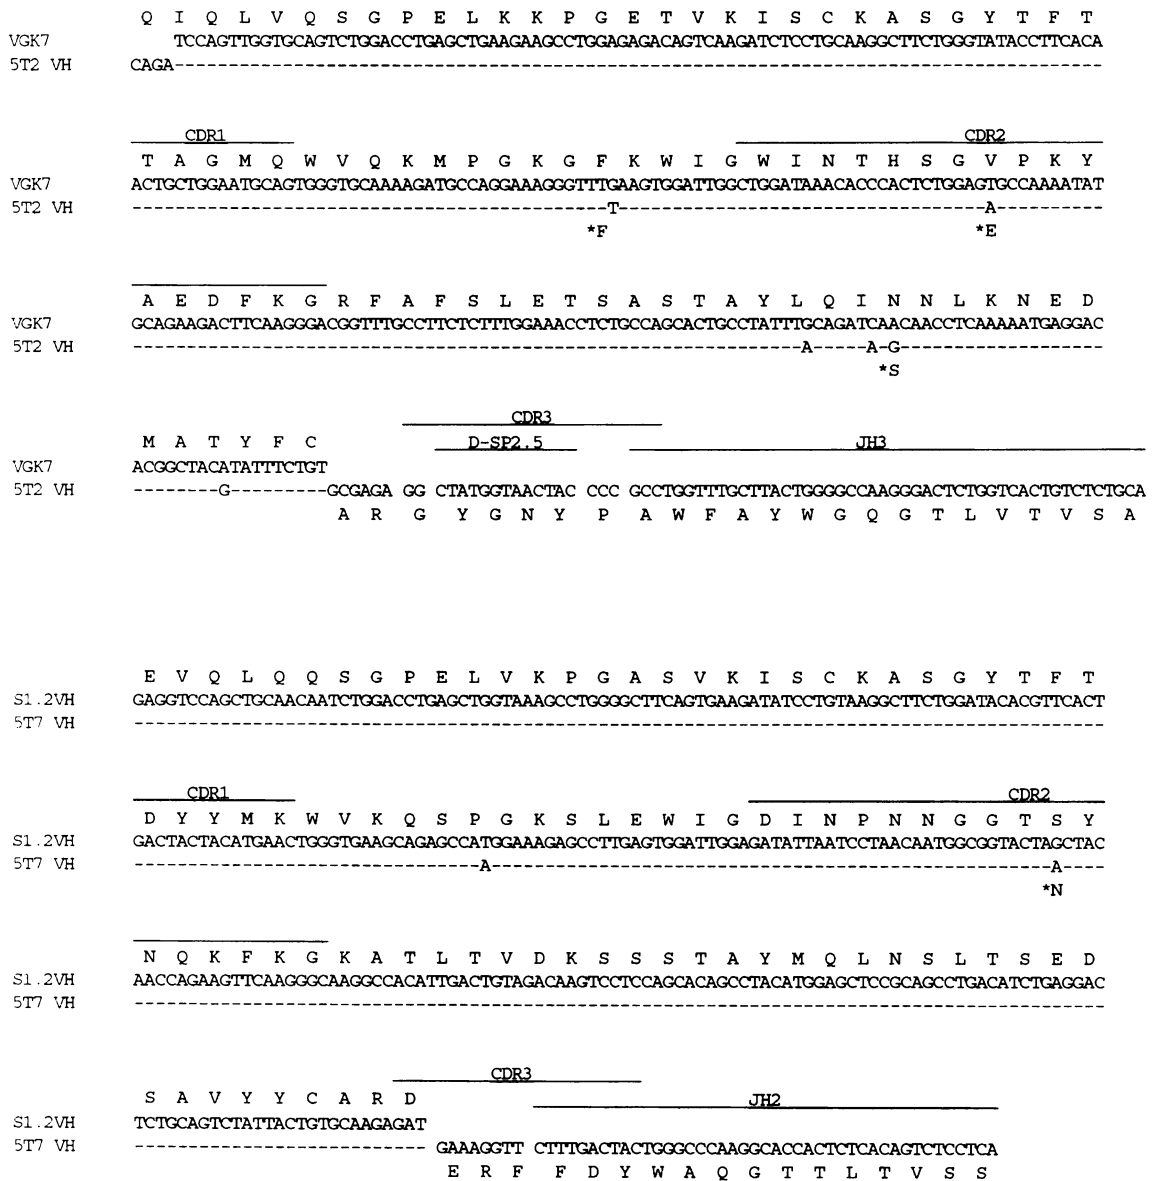 Q I Q L V Q S G P E L K K P G E T V K I S C K A S G Y T F T
VGK7 TCCAGTTGGTGCAGTCTGGACCTGAGCTGAAGAAGCCTGGAGAGACAGTCAAGATCTCCTGCAAGGCTTCTGGGTATACCTTCACA
5T2 VH CAGA--------------------------------------------------------------------------------------
CDR1 CDR2
T A G M Q W V Q K M P G K G F K W I G W I N T H S G V P K Y
VGK7 ACTGCTGGAATGCAGTGGGTGCAAAAGATGCCAGGAAAGGGTTTGAAGTGGATTGGCTGGATAAACACCCACTCTGGAGTGCCAAAATAT
5T2 VH --------------------------------------------T----------------------------------A----------
*F *E
A E D F K G R F A F S L E T S A S T A Y L Q I N N L K N E D
VGK7 GCAGAAGACTTCAAGGGACGGTTTGCCTTCTCTTTGGAAACCTCTGCCAGCACTGCCTATTTGCAGATCAACAACCTCAAAAATGAGGAC
5T2 VH --------------------------------------------------------------A-----A-G-------------------
*S
CDR3
M A T Y F C D-SP2.5 JH3
VGK7 ACGGCTACATATTTCTGT
5T2 VH --------G---------GCGAGA GG CTATGGTAACTAC CCC GCCTGGTTTGCTTACTGGGGCCAAGGGACTCTGGTCACTGTCTCTGCA
A R G Y G N Y P A W F A Y W G Q G T L V T V S A
E V Q L Q Q S G P E L V K P G A S V K I S C K A S G Y T F T
S1.2VH GAGGTCCAGCTGCAACAATCTGGACCTGAGCTGGTAAAGCCTGGGGCTTCAGTGAAGATATCCTGTAAGGCTTCTGGATACACGTTCACT
5T7 VH ------------------------------------------------------------------------------------------
CDR1 CDR2
D Y Y M K W V K Q S P G K S L E W I G D I N P N N G G T S Y
S1.2VH GACTACTACATGAACTGGGTGAAGCAGAGCCATGGAAAGAGCCTTGAGTGGATTGGAGATATTAATCCTAACAATGGCGGTACTAGCTAC
5T7 VH --------------------------------A----------------------------------------------------A----
*N
N Q K F K G K A T L T V D K S S S T A Y M Q L N S L T S E D
S1.2VH AACCAGAAGTTCAAGGGCAAGGCCACATTGACTGTAGACAAGTCCTCCAGCACAGCCTACATGGAGCTCCGCAGCCTGACATCTGAGGAC
5T7 VH ------------------------------------------------------------------------------------------
CDR3
S A V Y Y C A R D JH2
S1.2VH TCTGCAGTCTATTACTGTGCAAGAGAT
5T7 VH --------------------------- GAAAGGTT CTTTGACTACTGGGCCCAAGGCACCACTCTCACAGTCTCCTCA
E R F F D Y W A Q G T T L T V S S